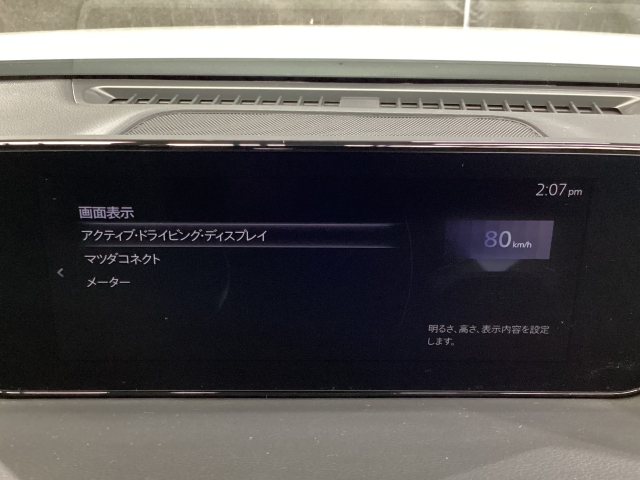 2:07 pm
画面表示
アクティブ・ドライビング・ディスプレイ
80 km/h
マツダコネクト
メーター
明るさ、高さ、表示内容を設定
します。